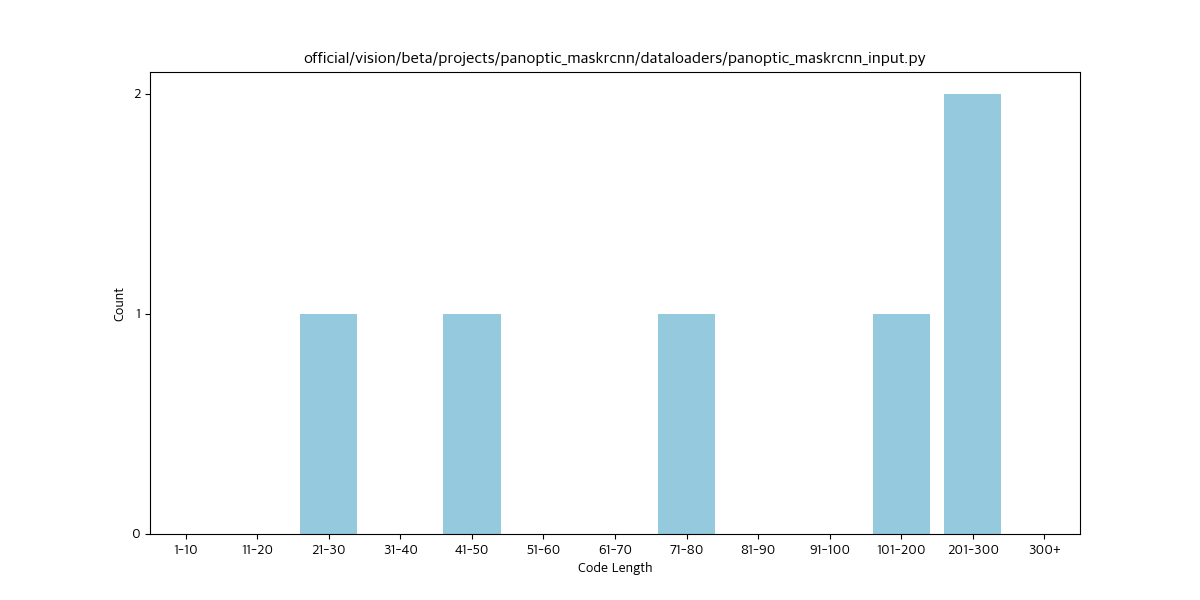 official/vision/beta/projects/panoptic_maskrcnn/dataloaders/panoptic_maskrcnn_input.py
2
1
0
Count
1-10 11-20 21-30 31-40 41-50 51-60 61-70 71-80 81-90 91-100 101-200 201-300 300+
Code Length